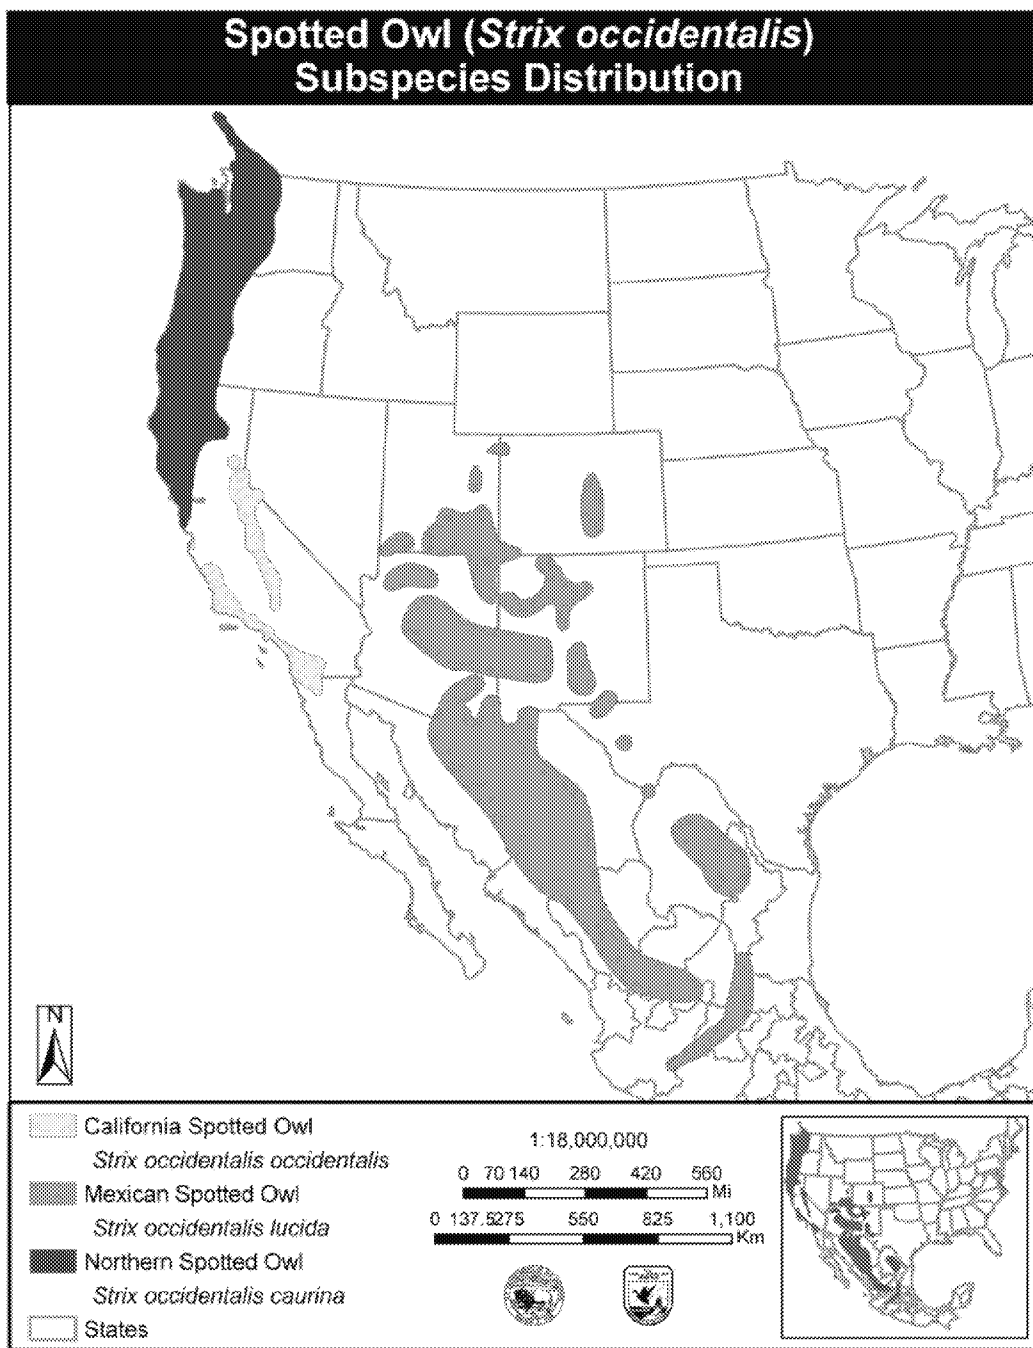 Spotted Owl (Strix occidentalis)
Subspecies Distribution
N
California Spotted Owl
Strix occidentalis occidentalis
Mexican Spotted Owl
Strix occidentalis lucida
Northern Spotted Owl
Strix occidentalis caurina
States
1:18,000,000
0 70 140 280 420 560
Mi
0 137.5 275 550 825 1,100
Km